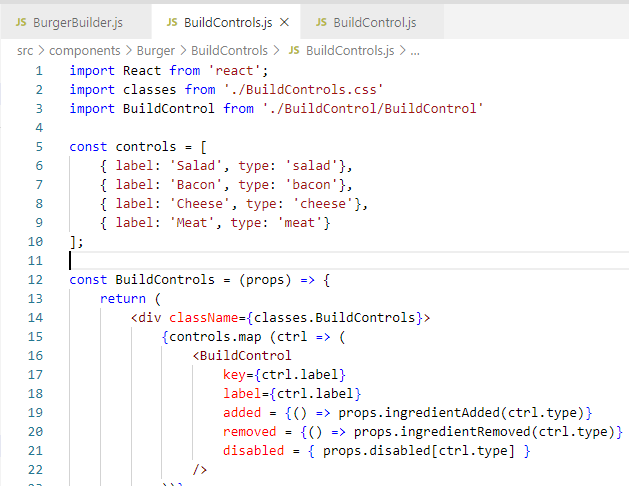 JS BurgerBuilder.js JS BuildControls.js × JS BuildControl.js
src > components > Burger > BuildControls > JS BuildControls.js > ...
1 import React from 'react';
2 import classes from './BuildControls.css'
3 import BuildControl from './BuildControl/BuildControl'
4
5 const controls = [
6 { label: 'Salad', type: 'salad'},
7 { label: 'Bacon', type: 'bacon'},
8 { label: 'Cheese', type: 'cheese'},
9 { label: 'Meat', type: 'meat'}
10 ];
11
12 const BuildControls = (props) => {
13 return (
14 <div className={classes.BuildControls}>
15 {controls.map (ctrl => (
16 <BuildControl
17 key={ctrl.label}
18 label={ctrl.label}
19 added = {() => props.ingredientAdded(ctrl.type)}
20 removed = {() => props.ingredientRemoved(ctrl.type)}
21 disabled = { props.disabled[ctrl.type] }
22 />